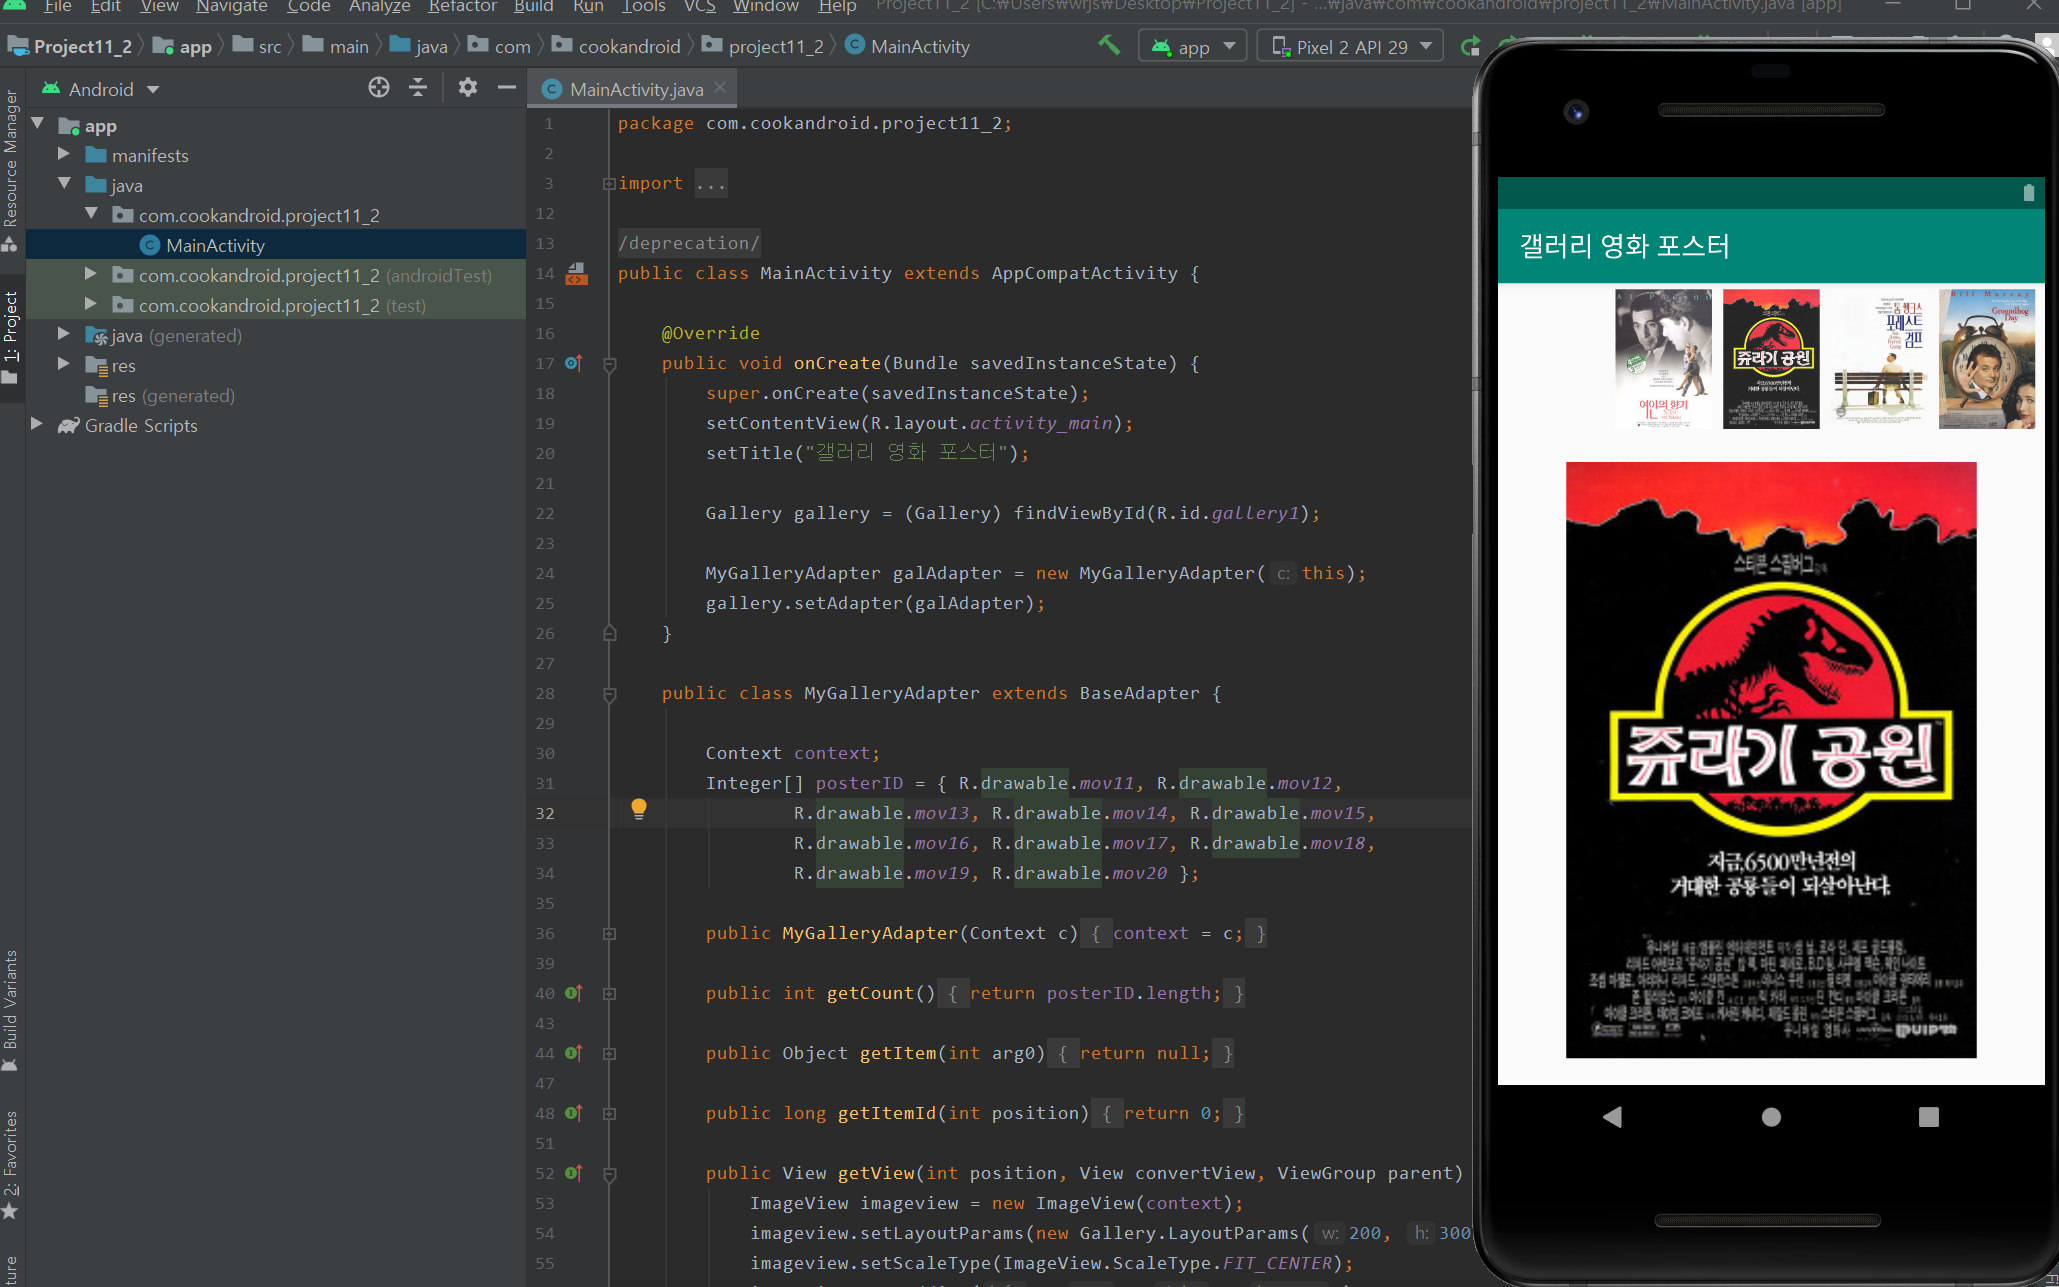 File Edit View Navigate Code Analyze Refactor Build Run Tools VCS Window Help Project11_2 [C:₩Users₩wrjs₩Desktop₩Project11_2] - ...₩java₩com₩cookandroid₩project11_2₩MainActivity.java [app]
Project11_2 app src main java com cookandroid project11_2 MainActivity app Pixel 2 API 29
Android
MainActivity.java
Resource Manager
1: Project
Build Variants
2: Favorites
app
manifests
java
com.cookandroid.project11_2
MainActivity
com.cookandroid.project11_2 (androidTest)
com.cookandroid.project11_2 (test)
java (generated)
res
res (generated)
Gradle Scripts
1 package com.cookandroid.project11_2;
2
3 import ...
12
13 /deprecation/
14 public class MainActivity extends AppCompatActivity {
15
16 @Override
17 public void onCreate(Bundle savedInstanceState) {
18 super.onCreate(savedInstanceState);
19 setContentView(R.layout.activity_main);
20 setTitle("갤러리 영화 포스터");
21
22 Gallery gallery = (Gallery) findViewById(R.id.gallery1);
23
24 MyGalleryAdapter galAdapter = new MyGalleryAdapter( c: this);
25 gallery.setAdapter(galAdapter);
26 }
27
28 public class MyGalleryAdapter extends BaseAdapter {
29
30 Context context;
31 Integer[] posterID = { R.drawable.mov11, R.drawable.mov12,
32 R.drawable.mov13, R.drawable.mov14, R.drawable.mov15,
33 R.drawable.mov16, R.drawable.mov17, R.drawable.mov18,
34 R.drawable.mov19, R.drawable.mov20 };
35
36 public MyGalleryAdapter(Context c) { context = c; }
39
40 public int getCount() { return posterID.length; }
43
44 public Object getItem(int arg0) { return null; }
47
48 public long getItemId(int position) { return 0; }
51
52 public View getView(int position, View convertView, ViewGroup parent)
53 ImageView imageview = new ImageView(context);
54 imageview.setLayoutParams(new Gallery.LayoutParams( w: 200, h: 300
55 imageview.setScaleType(ImageView.ScaleType.FIT_CENTER);
갤러리 영화 포스터
Al Pacino
여인의 향기
쥬라기 공원
톰 행크스
포레스트
검프
Bill Murray
Groundhog
Day
스티븐 스필버그 감독
쥬라기 공원
지금,6500만년전의
거대한 공룡들이 되살아난다.